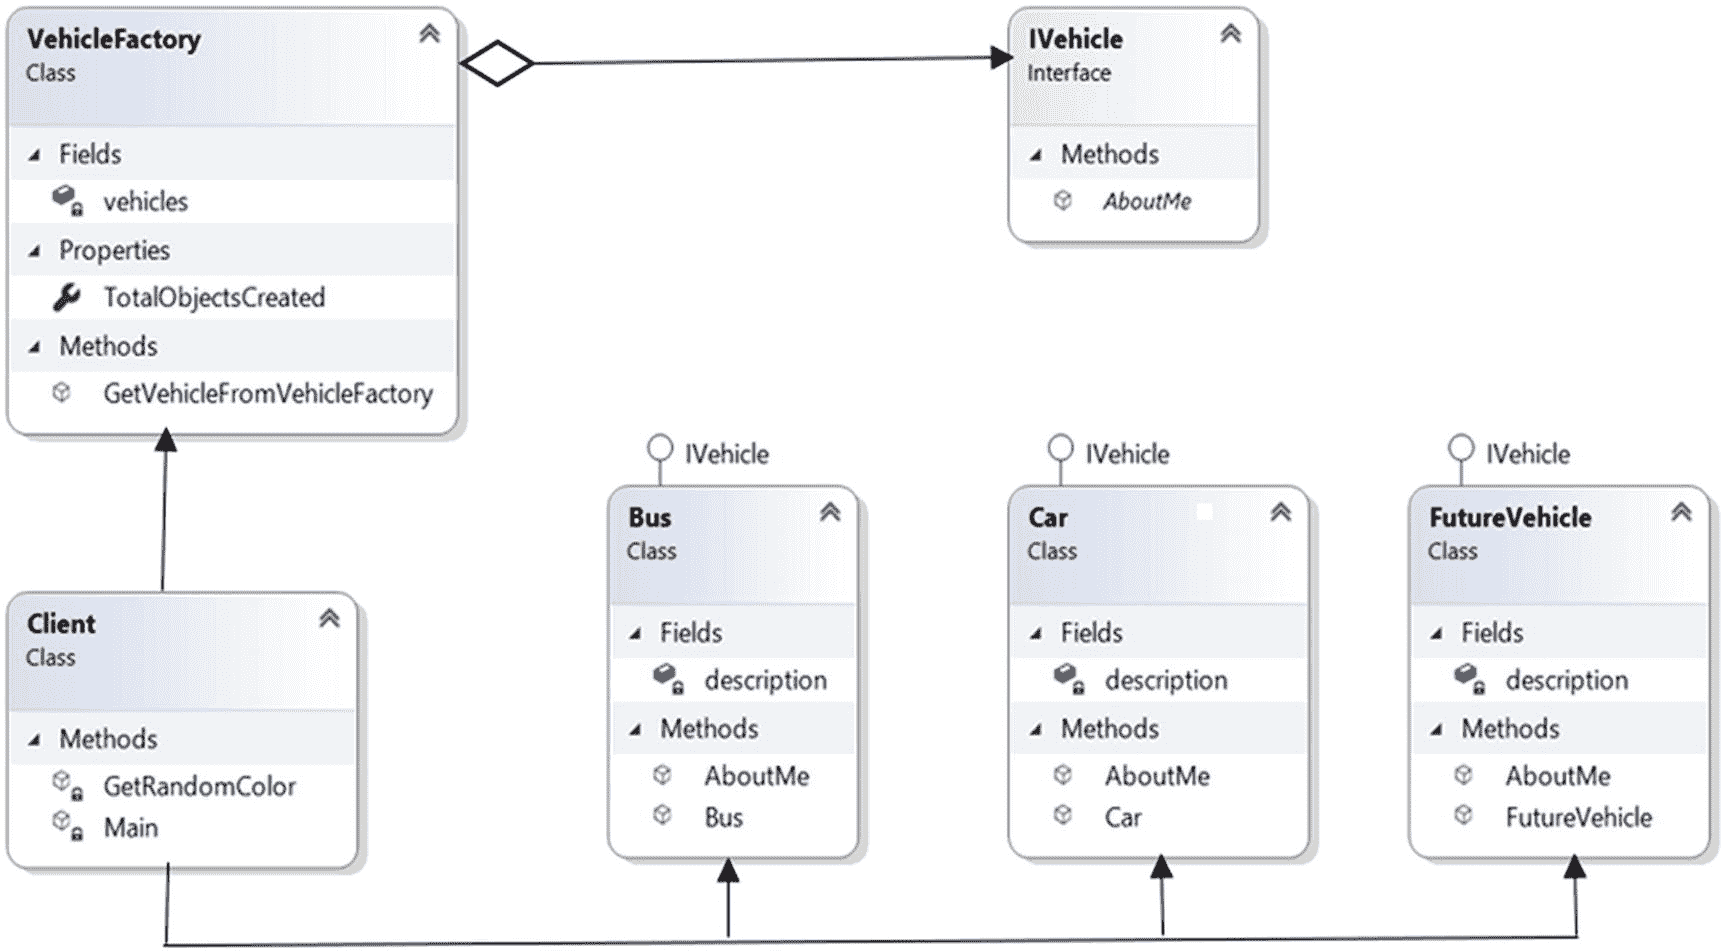 VehicleFactory
Class
Fields
vehicles
Properties
TotalObjectsCreated
Methods
GetVehicleFromVehicleFactory
IVehicle
Interface
Methods
AboutMe
Client
Class
Methods
GetRandomColor
Main
IVehicle
Bus
Class
Fields
description
Methods
AboutMe
Bus
IVehicle
Car
Class
Fields
description
Methods
AboutMe
Car
IVehicle
FutureVehicle
Class
Fields
description
Methods
AboutMe
FutureVehicle